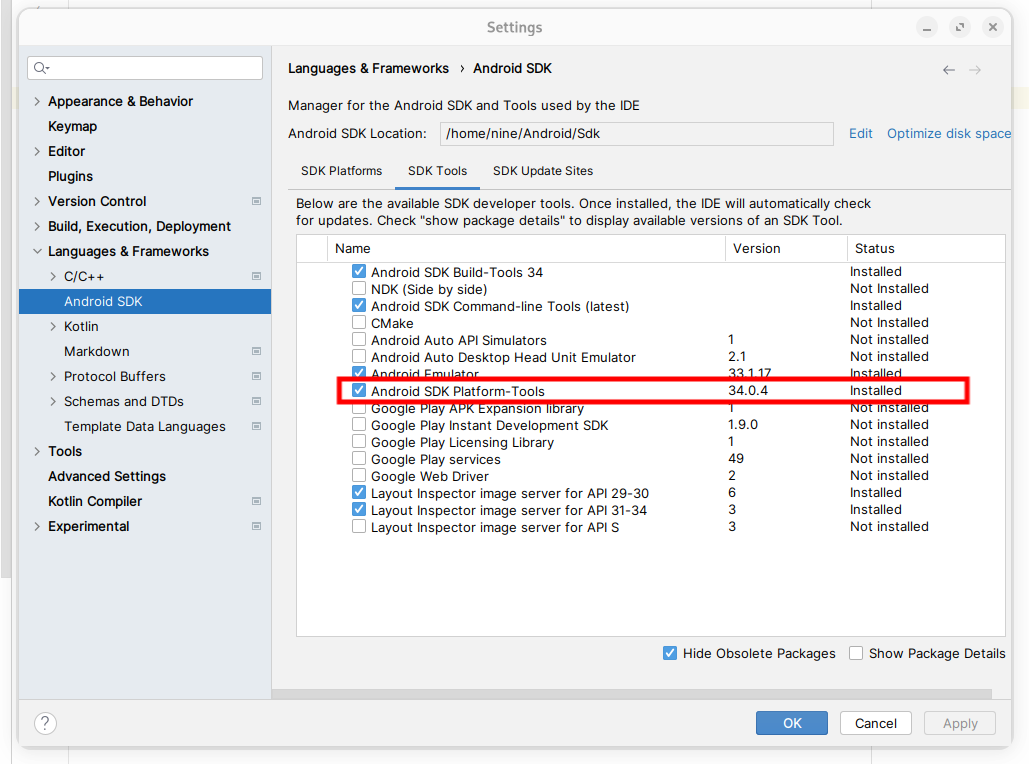 Settings
Languages & Frameworks › Android SDK
Appearance & Behavior
Keymap
Editor
Plugins
Version Control
Build, Execution, Deployment
Languages & Frameworks
C/C++
Android SDK
Kotlin
Markdown
Protocol Buffers
Schemas and DTDs
Template Data Languages
Tools
Advanced Settings
Kotlin Compiler
Experimental
Manager for the Android SDK and Tools used by the IDE
Android SDK Location: /home/nine/Android/Sdk Edit Optimize disk space
SDK Platforms SDK Tools SDK Update Sites
Below are the available SDK developer tools. Once installed, the IDE will automatically check
for updates. Check "show package details" to display available versions of an SDK Tool.
Name Version Status
Android SDK Build-Tools 34 Installed
NDK (Side by side) Not Installed
Android SDK Command-line Tools (latest) Installed
CMake Not Installed
Android Auto API Simulators 1 Not installed
Android Auto Desktop Head Unit Emulator 2.1 Not installed
Android Emulator 33.1.17 Installed
Android SDK Platform-Tools 34.0.4 Installed
Google Play APK Expansion library 1 Not installed
Google Play Instant Development SDK 1.9.0 Not installed
Google Play Licensing Library 1 Not installed
Google Play services 49 Not installed
Google Web Driver 2 Not installed
Layout Inspector image server for API 29-30 6 Installed
Layout Inspector image server for API 31-34 3 Installed
Layout Inspector image server for API S 3 Not installed
Hide Obsolete Packages Show Package Details
? OK Cancel Apply